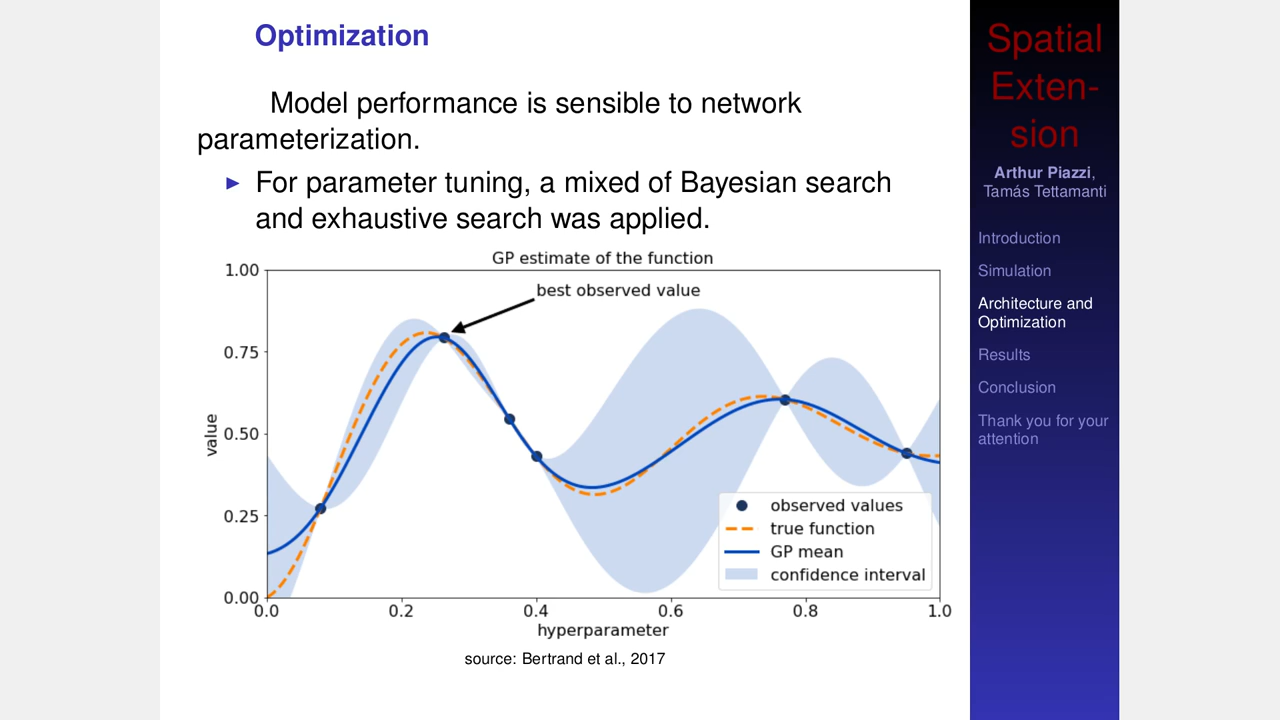 Optimization
Model performance is sensible to network
parameterization.
► For parameter tuning, a mixed of Bayesian search
and exhaustive search was applied.
GP estimate of the function
best observed value
1.00
0.75
0.50
0.25
0.00
value
0.0 0.2 0.4 0.6 0.8 1.0
hyperparameter
observed values
true function
GP mean
confidence interval
source: Bertrand et al., 2017
Spatial
Exten-
sion
Arthur Piazzi,
Tamás Tettamanti
Introduction
Simulation
Architecture and
Optimization
Results
Conclusion
Thank you for your
attention